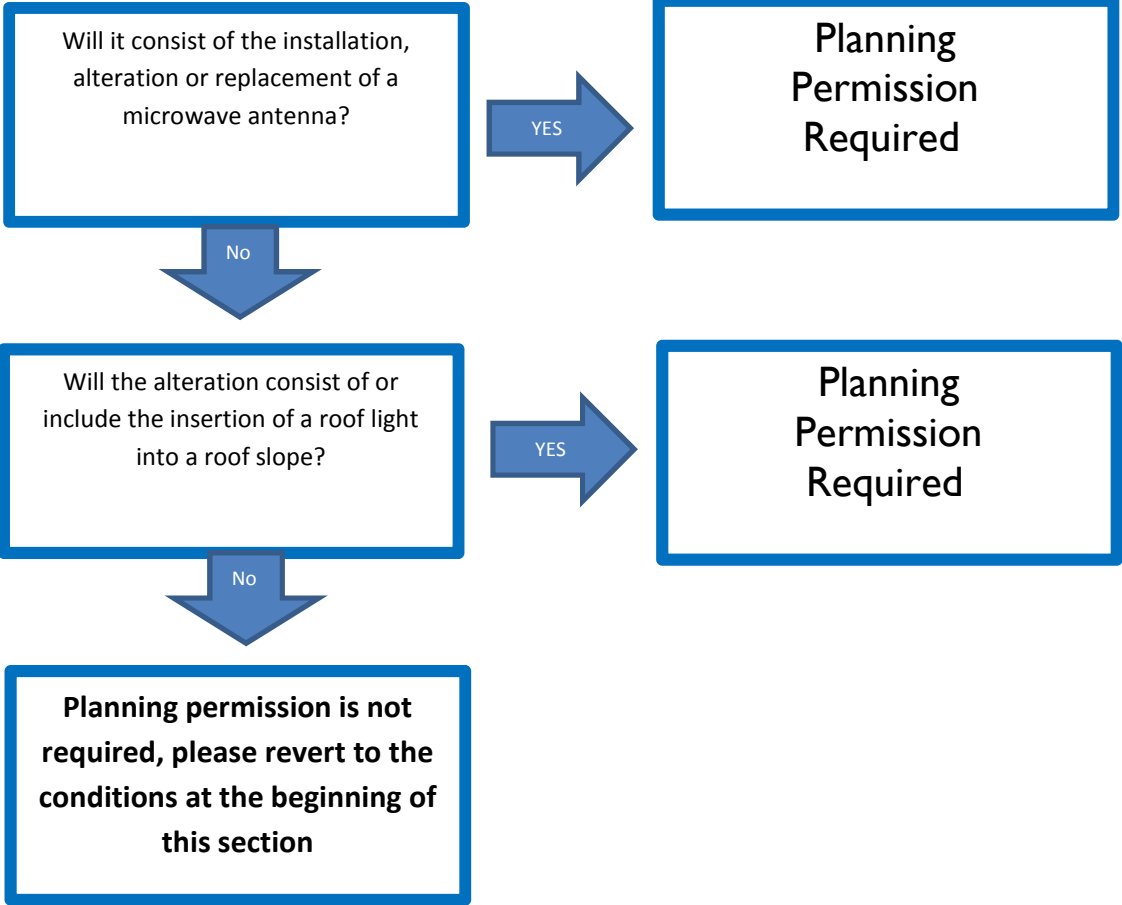 Will it consist of the installation,
alteration or replacement of a
microwave antenna?
YES
Planning
Permission
Required
No
Will the alteration consist of or
include the insertion of a roof light
into a roof slope?
YES
Planning
Permission
Required
No
Planning permission is not
required, please revert to the
conditions at the beginning of
this section